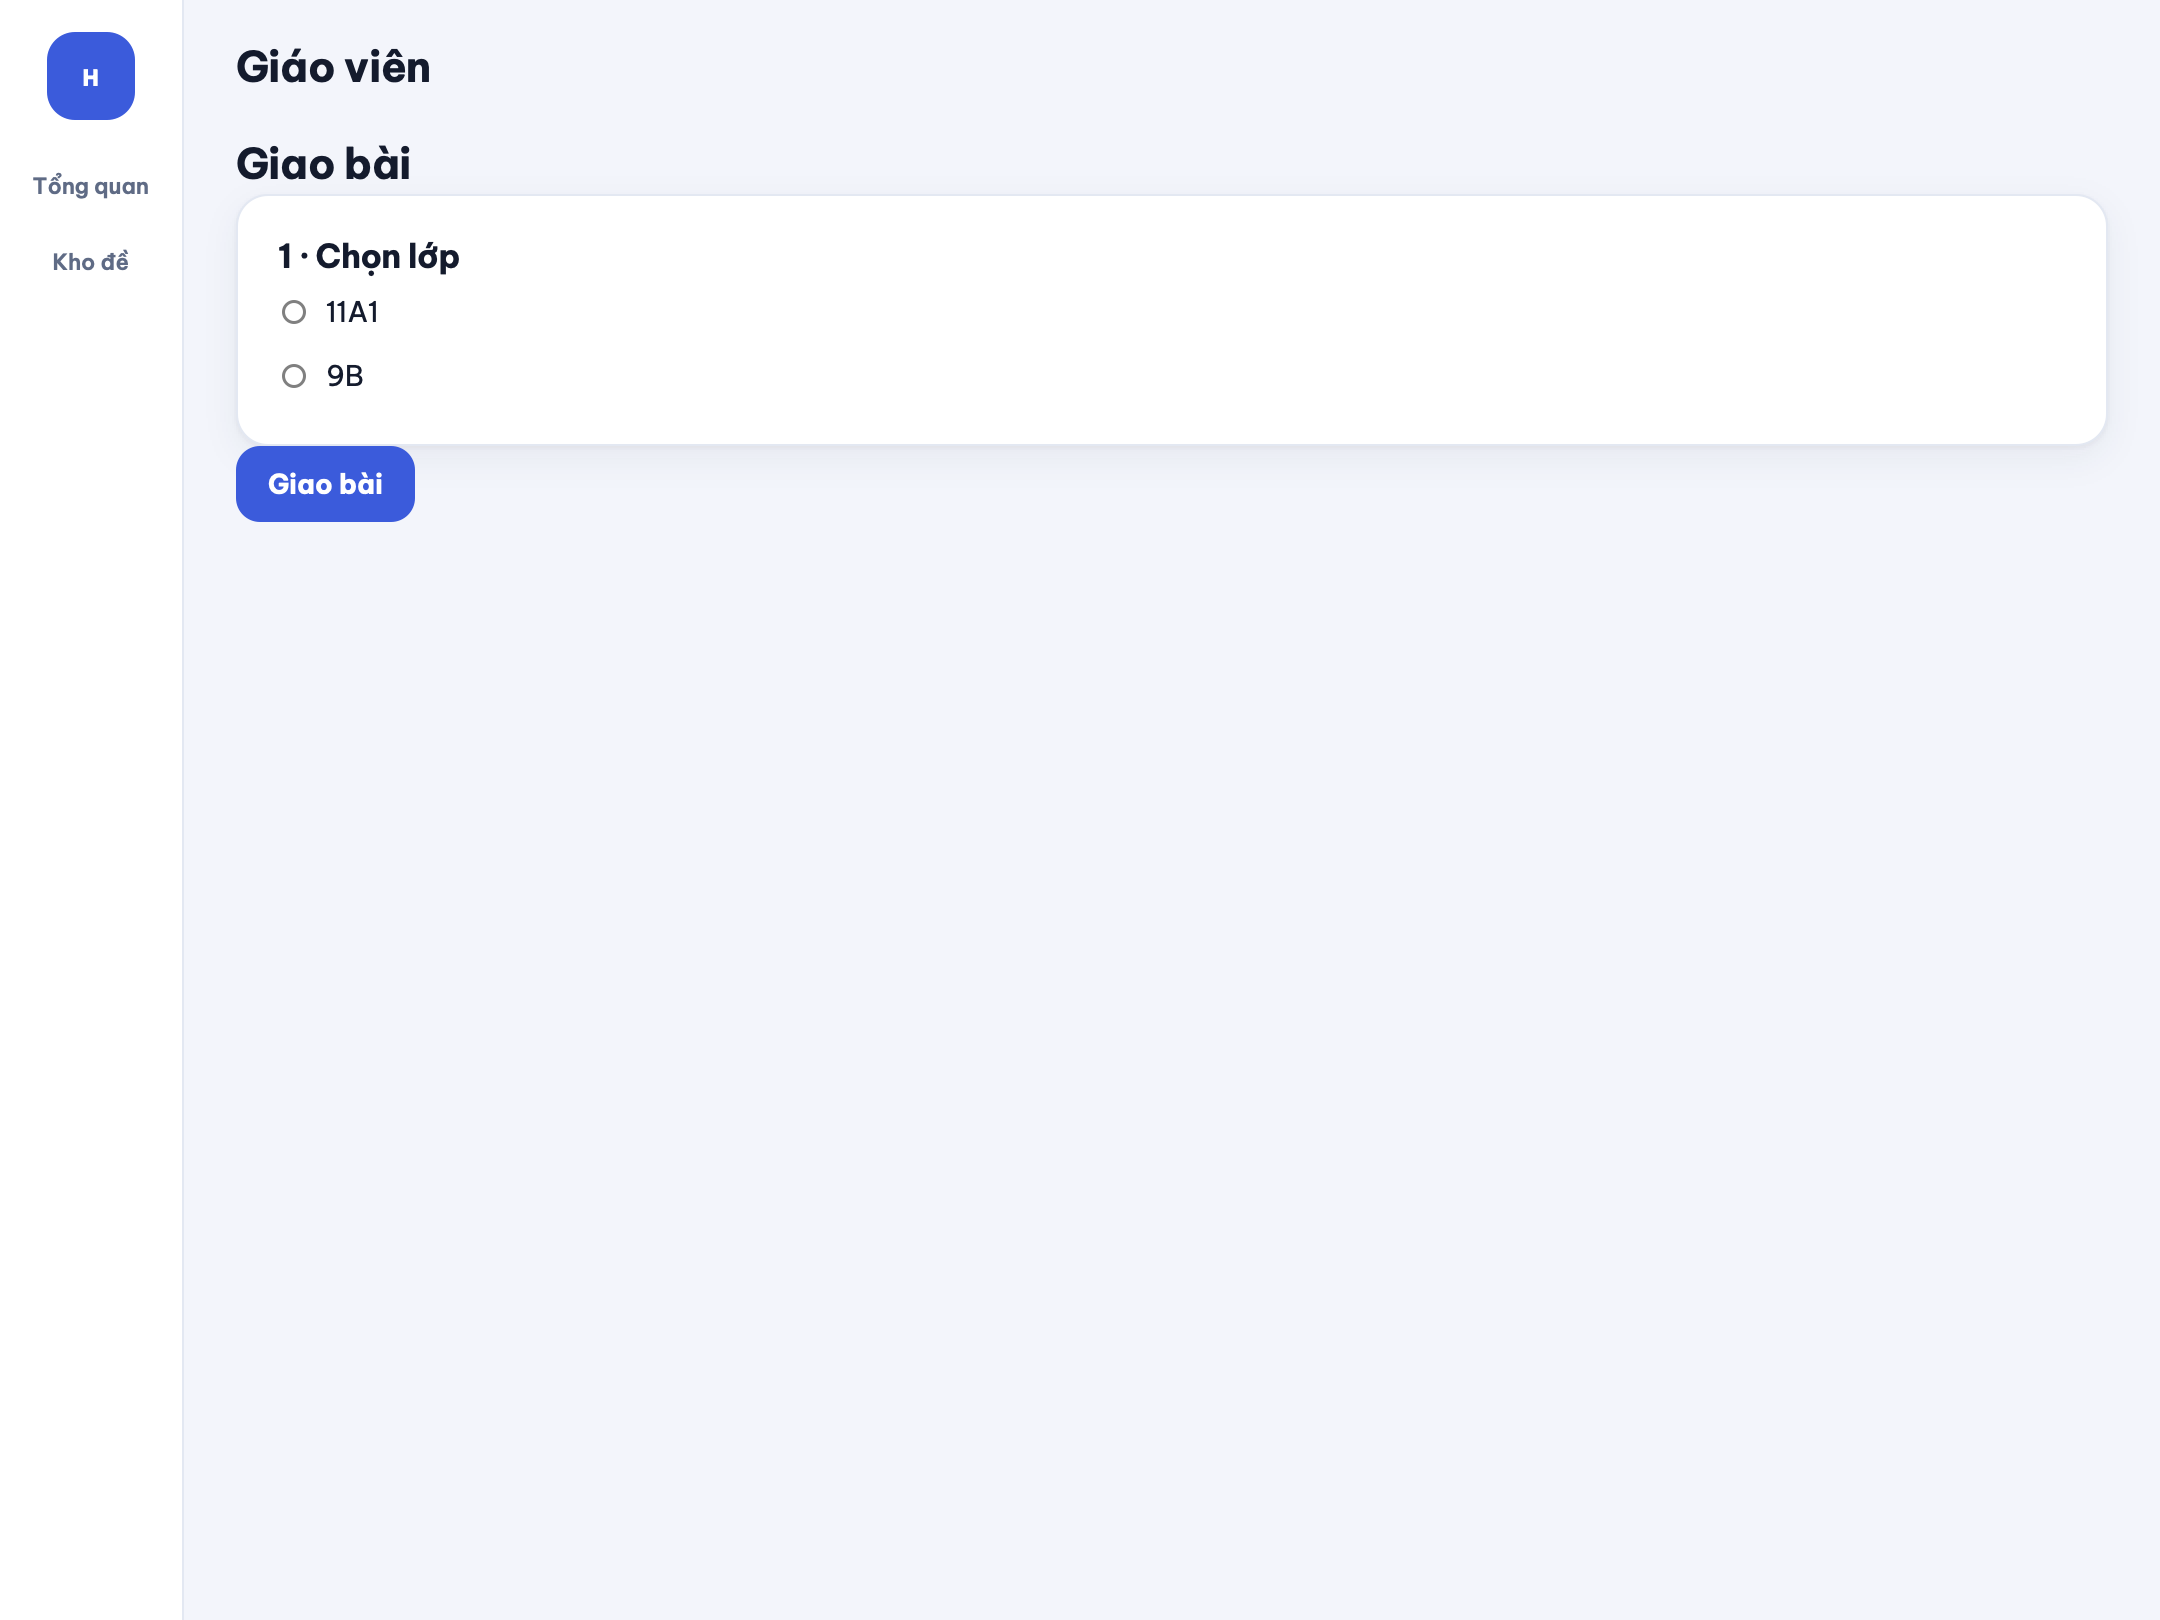 H
Tổng quan
Kho đề
Giáo viên
Giao bài
1 · Chọn lớp
11A1
9B
Giao bài